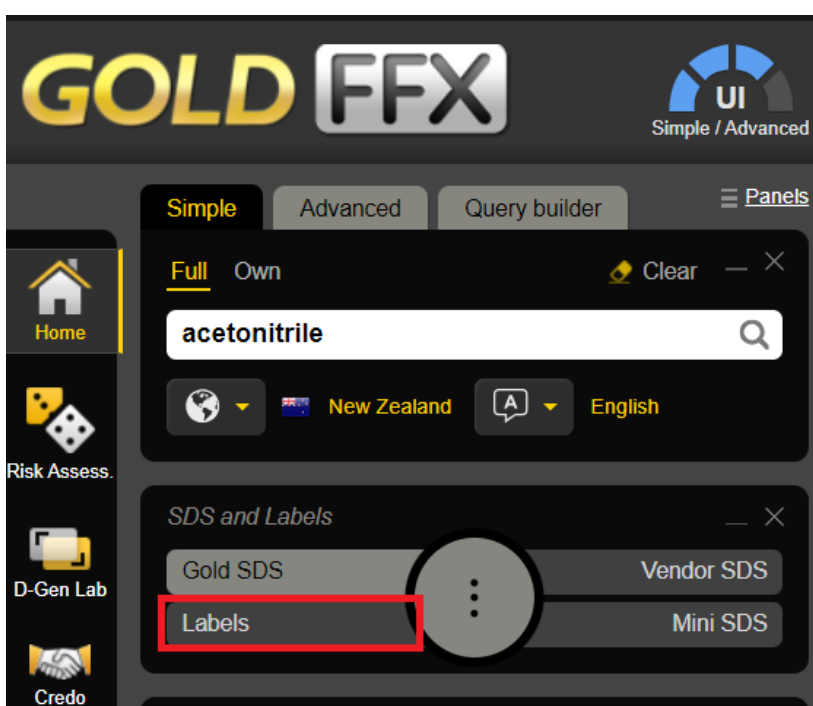 GOLD FFX
UI
Simple / Advanced
Simple Advanced Query builder Panels
Full Own Clear
Home
acetonitrile
New Zealand A English
Risk Assess.
SDS and Labels
Gold SDS Vendor SDS
D-Gen Lab
Labels Mini SDS
Credo